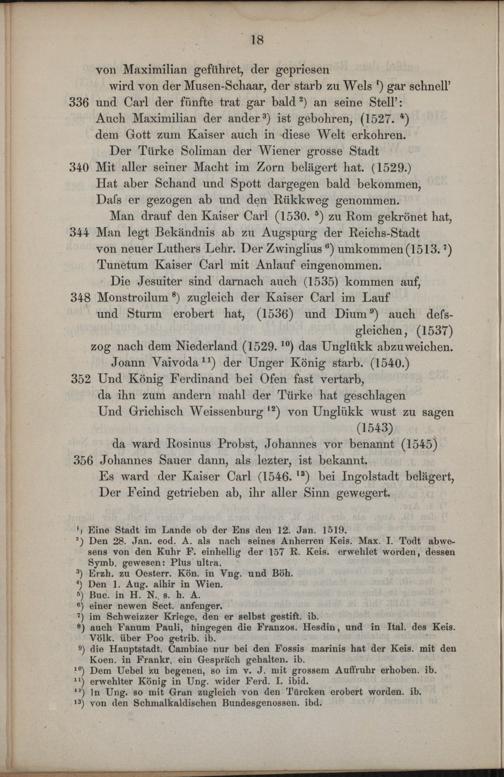 18
von Maximilian geführet, der gepriesen
wird von der Musen-Schaar, der starb zu Wels ¹) gar schnell'
336 und Carl der fünfte trat gar bald ²) an seine Stell':
Auch Maximilian der ander ³) ist gebohren, (1527. ⁴)
dem Gott zum Kaiser auch in diese Welt erkohren.
Der Türke Soliman der Wiener grosse Stadt
340 Mit aller seiner Macht im Zorn belägert hat. (1529.)
Hat aber Schand und Spott dargegen bald bekommen,
Daſs er gezogen ab und den Rükkweg genommen.
Man drauf den Kaiser Carl (1530. ⁵) zu Rom gekrönet hat,
344 Man legt Bekändnis ab zu Augspurg der Reichs-Stadt
von neuer Luthers Lehr. Der Zwinglius ⁶) umkommen (1513. ⁷)
Tunetum Kaiser Carl mit Anlauf eingenommen.
Die Jesuiter sind darnach auch (1535) kommen auf,
348 Monstroilum ⁸) zugleich der Kaiser Carl im Lauf
und Sturm erobert hat, (1536) und Dium ⁹) auch deſs-
gleichen, (1537)
zog nach dem Niederland (1529. ¹⁰) das Unglükk abzuweichen.
Joann Vaivoda ¹¹) der Unger König starb. (1540.)
352 Und König Ferdinand bei Ofen fast vertarb,
da ihn zum andern mahl der Türke hat geschlagen
Und Grichisch Weissenburg ¹²) von Unglükk wust zu sagen
(1543)
da ward Rosinus Probst, Johannes vor benannt (1545)
356 Johannes Sauer dann, als lezter, ist bekannt.
Es ward der Kaiser Carl (1546. ¹³) bei Ingolstadt belägert,
Der Feind getrieben ab, ihr aller Sinn gewegert.
¹) Eine Stadt im Lande ob der Ens den 12. Jan. 1519.
²) Den 28. Jan. eod. A. als nach seines Anherren Keis. Max. I. Todt abwe-
sens von den Kuhr F. einhellig der 157 R. Keis. erwehlet worden, dessen
Symb. gewesen: Plus ultra.
³) Erzh. zu Oesterr. Kön. in Vng. und Böh.
⁴) Den 1. Aug. alhir in Wien.
⁵) Buc. in H. N. s. h. A.
⁶) einer newen Sect. anfenger.
⁷) im Schweizzer Kriege, den er selbst gestift. ib.
⁸) auch Fanum Pauli, hingegen die Franzos. Hesdin, und in Ital. des Keis.
Völk. über Poo getrib. ib.
⁹) die Hauptstadt. Cambiae nur bei den Fossis marinis hat der Keis. mit den
Koen. in Frankr. ein Gespräch gehalten. ib.
¹⁰) Dem Uebel zu begenen, so im v. J. mit grossem Auffruhr erhoben. ib.
¹¹) erwehlter König in Ung. wider Ferd. I. ibid.
¹²) In Ung. so mit Gran zugleich von den Türcken erobert worden. ib.
¹³) von den Schmalkaldischen Bundesgenossen. ibd.